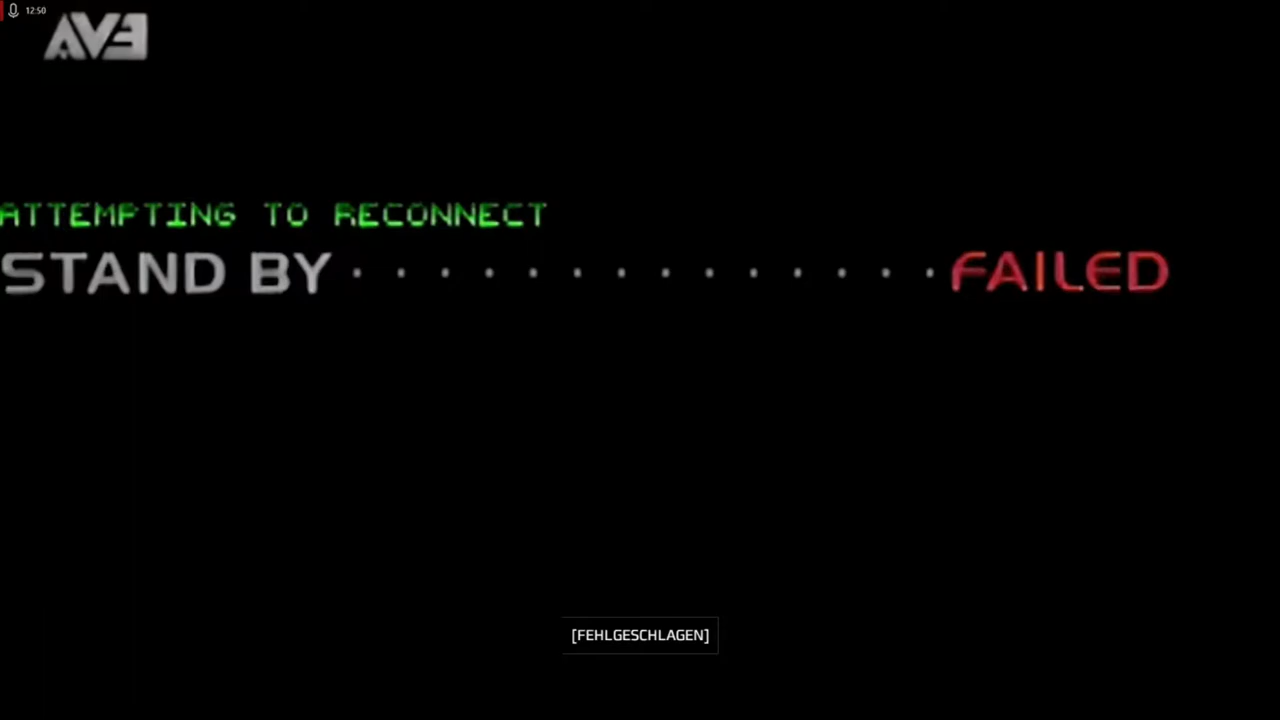 12:50
AVE
ATTEMPTING TO RECONNECT
STAND BY . . . . . . . . . . . . . . FAILED
[FEHLGESCHLAGEN]